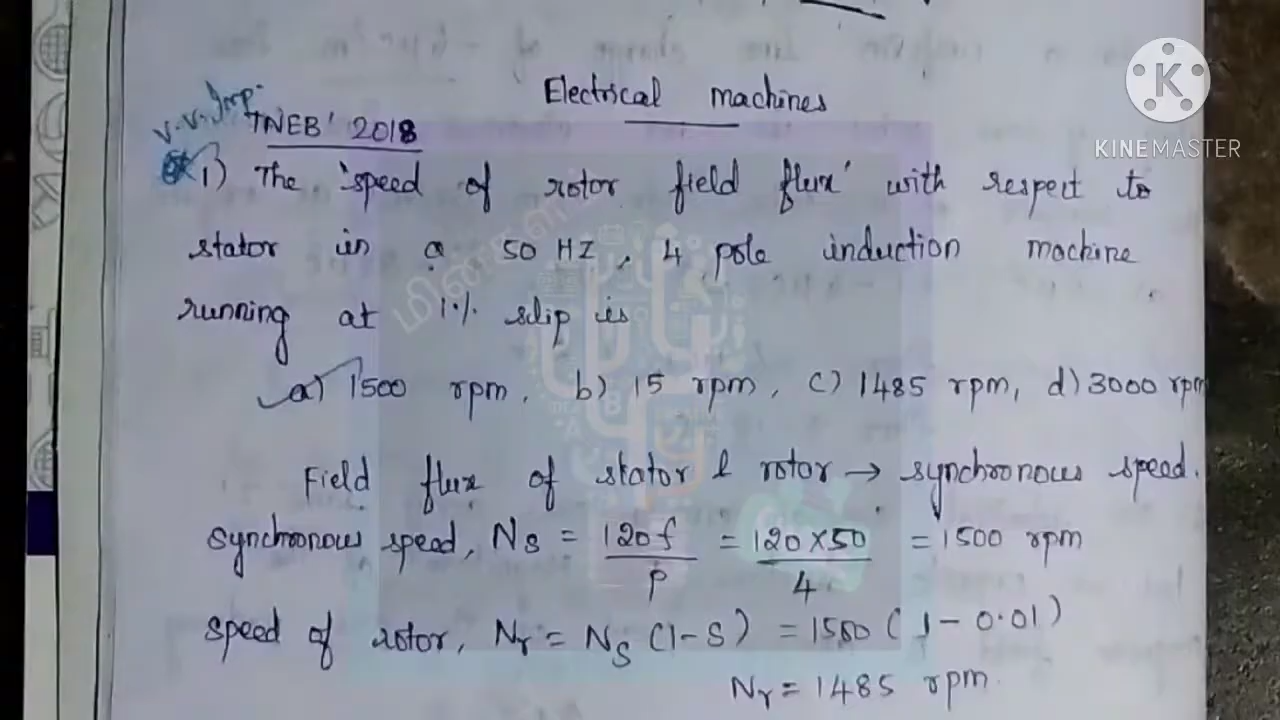 Electrical machines
K
KINEMASTER
v.v.Imp.
TNEB' 2018
1) The 'speed of rotor field flux' with respect to
stator in a 50 HZ, 4 pole induction machine
running at 1% slip is
a) 1500 rpm, b) 15 rpm, c) 1485 rpm, d) 3000 rpm
Field flux of stator & rotor → synchronous speed.
synchronous speed, Ns = 120f/P = 120×50/4 = 1500 rpm
speed of rotor, Nr = Ns (1-S) = 1500 (1-0.01)
Nr = 1485 rpm